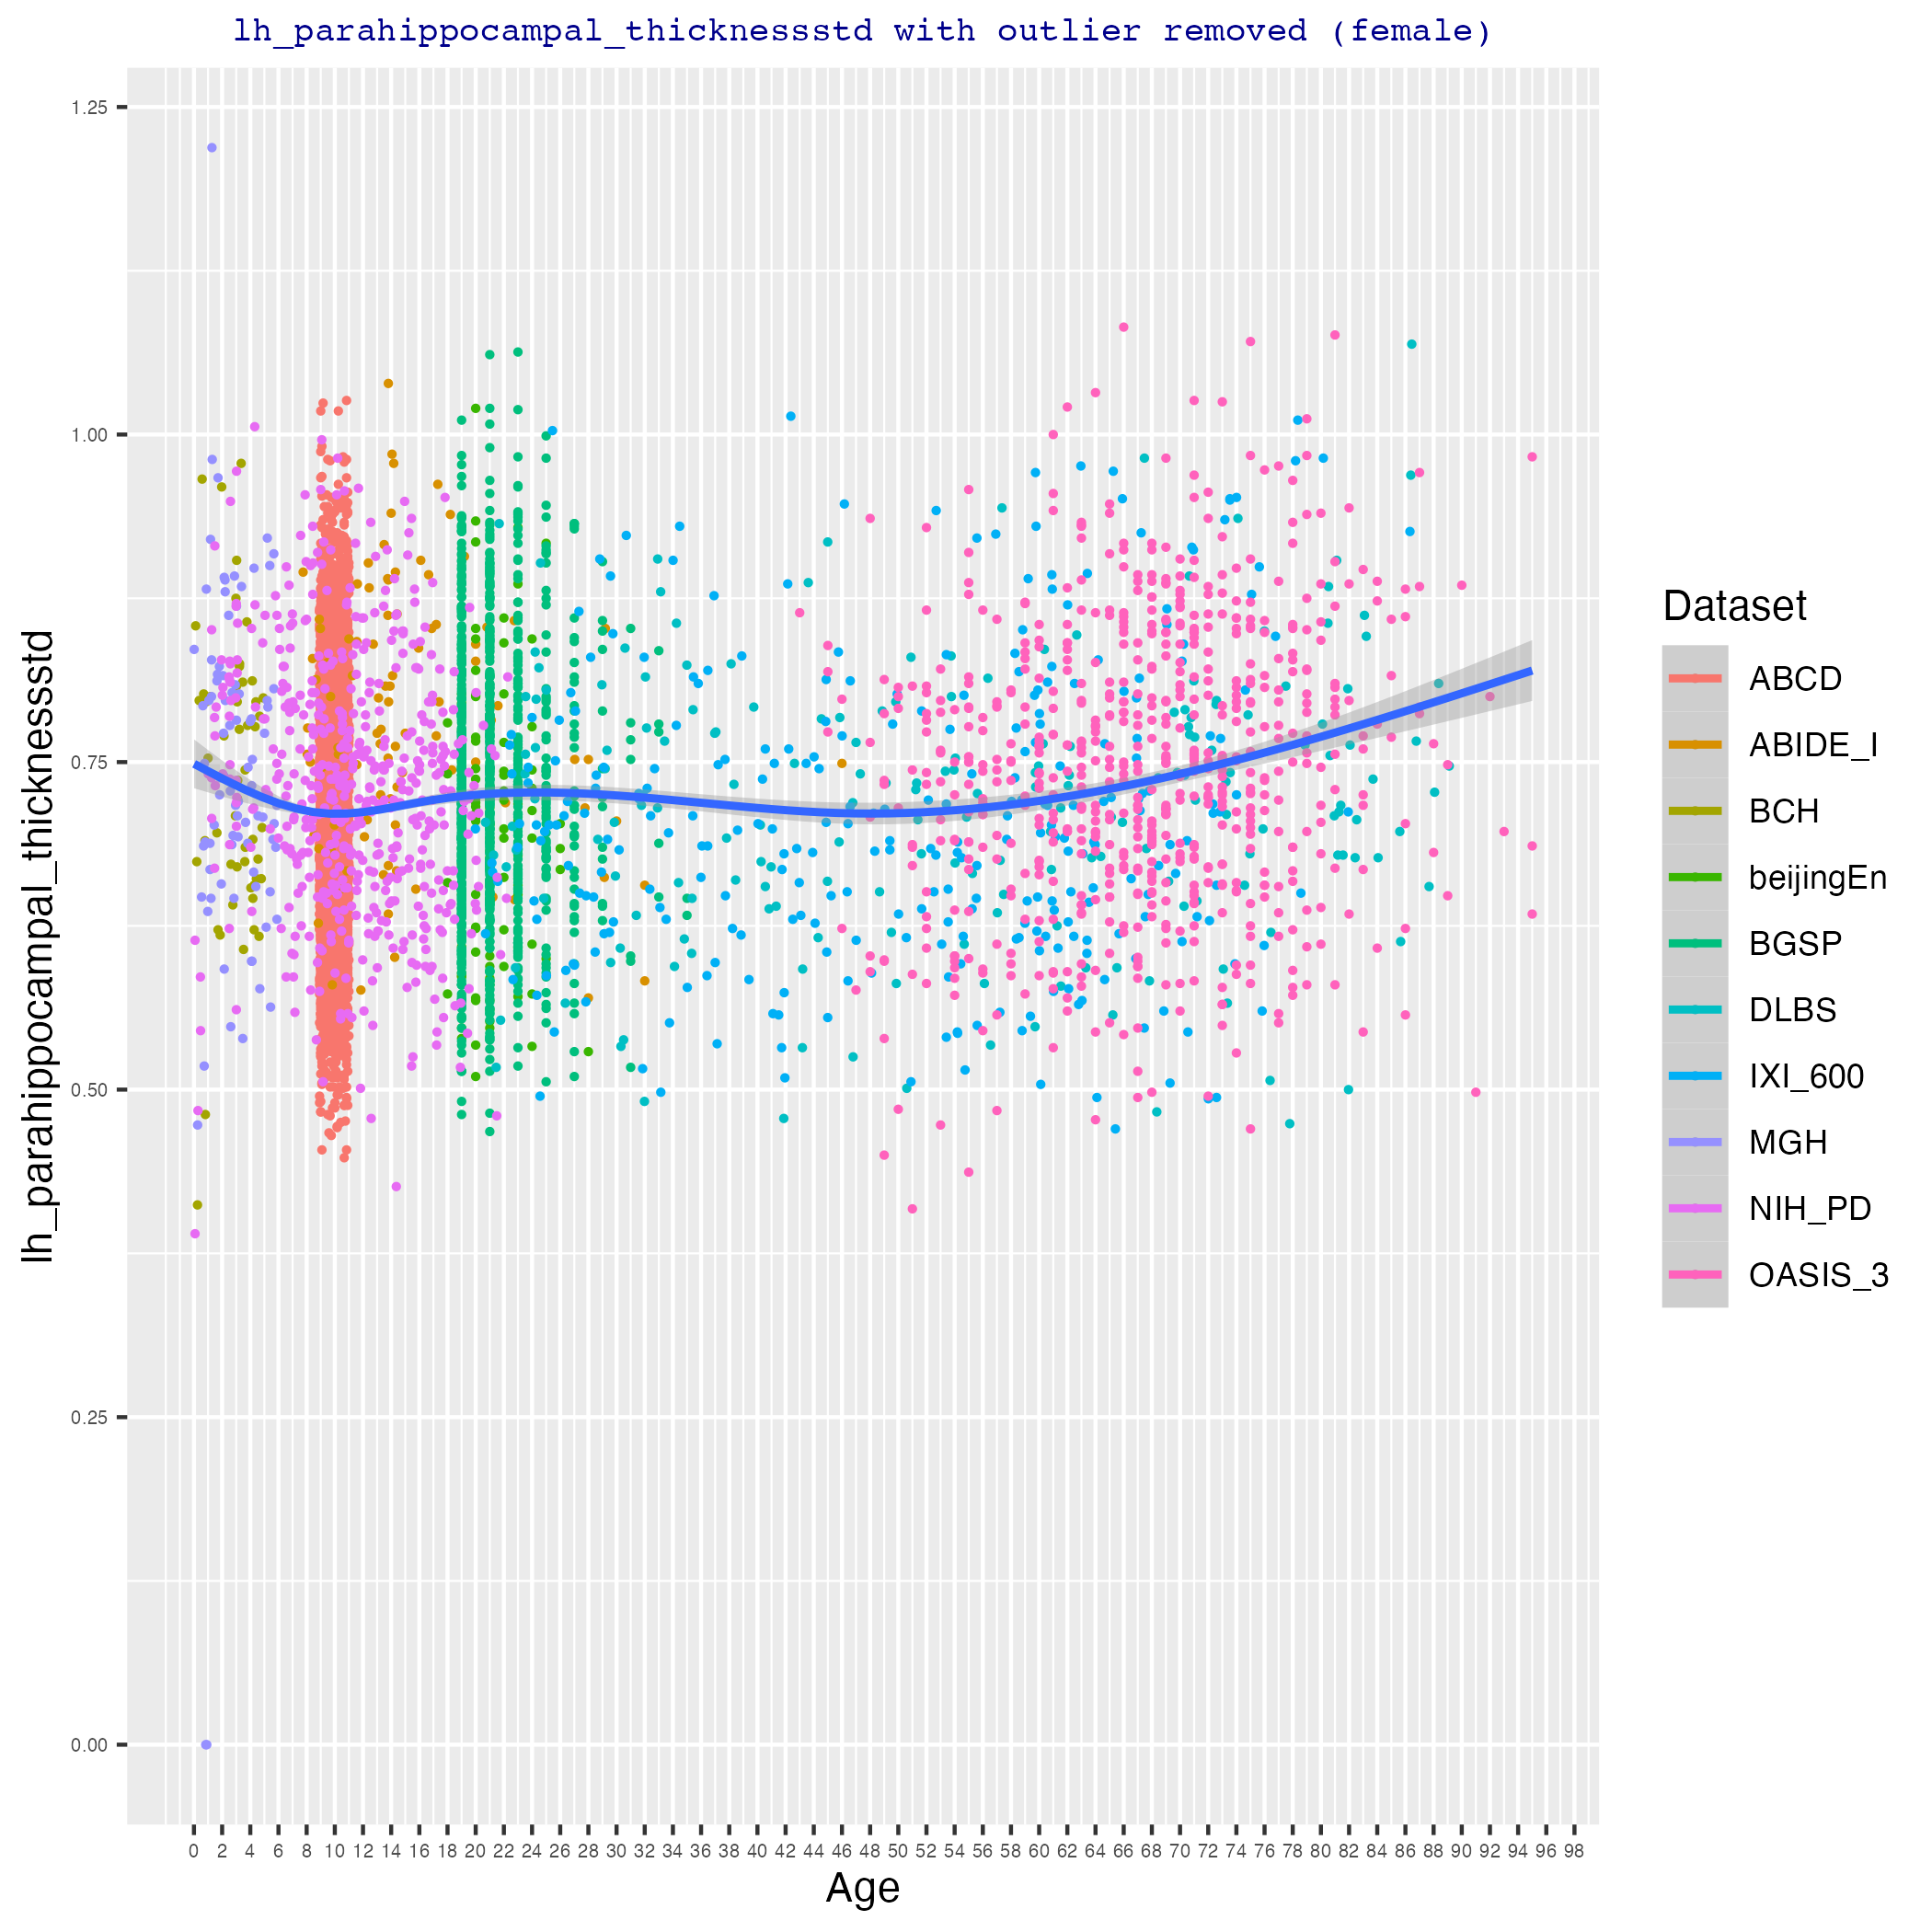 lh_parahippocampal_thicknessstd with outlier removed (female)
lh_parahippocampal_thicknessstd
1.25
1.00
0.75
0.50
0.25
0.00
0 2 4 6 8 10 12 14 16 18 20 22 24 26 28 30 32 34 36 38 40 42 44 46 48 50 52 54 56 58 60 62 64 66 68 70 72 74 76 78 80 82 84 86 88 90 92 94 96 98
Age
Dataset
ABCD
ABIDE_I
BCH
beijingEn
BGSP
DLBS
IXI_600
MGH
NIH_PD
OASIS_3